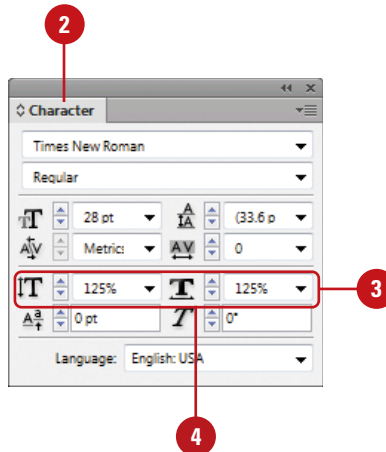 2
Character
Times New Roman
Regular
28 pt (33.6 p
Metrics 0
125% 125%
3
0 pt 0°
Language: English: USA
4